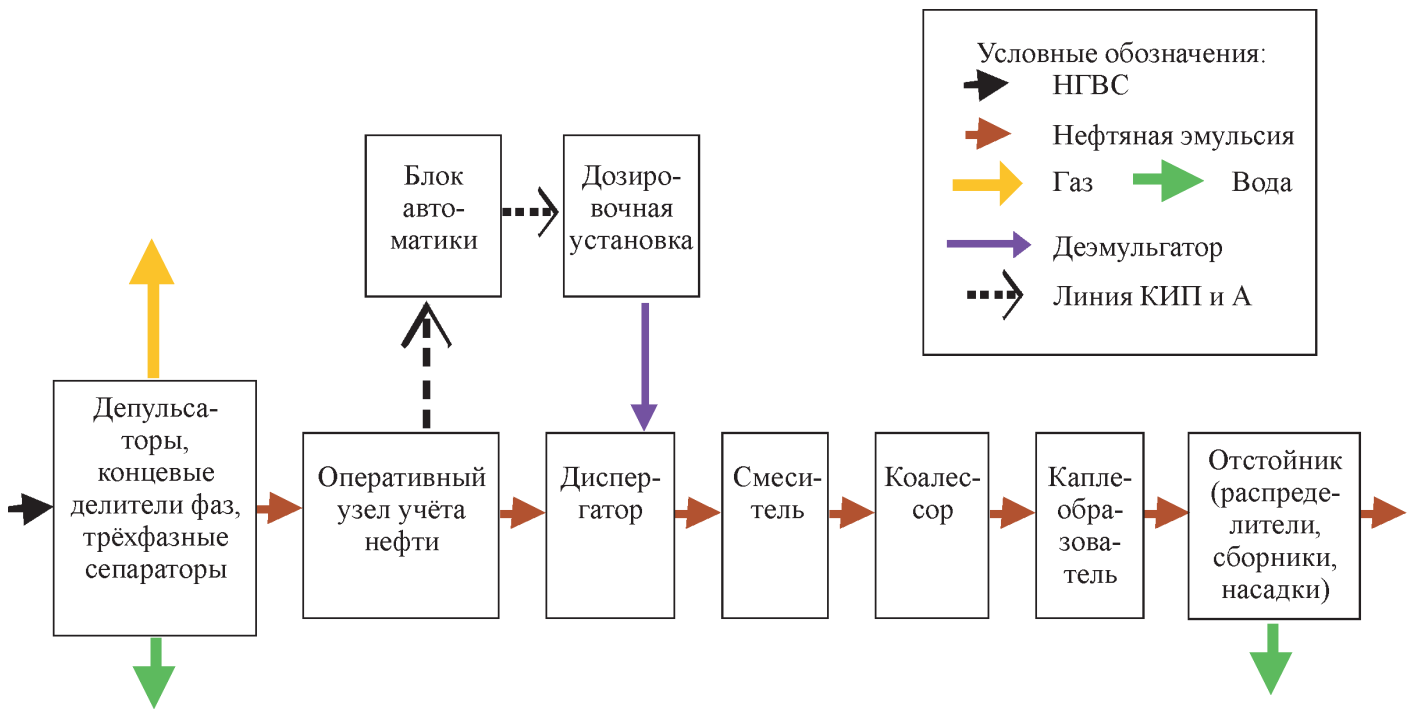 Условные обозначения:
НГВС
Нефтяная эмульсия
Газ
Вода
Деэмульгатор
Линия КИП и А
Блок
авто-
матики
Дозиро-
вочная
установка
Депульса-
торы,
концевые
делители фаз,
трёхфазные
сепараторы
Оперативный
узел учёта
нефти
Диспер-
гатор
Смеси-
тель
Коалес-
сор
Капле-
образо-
зова-
тель
Отстойник
(распреде-
лители,
сборники,
насадки)